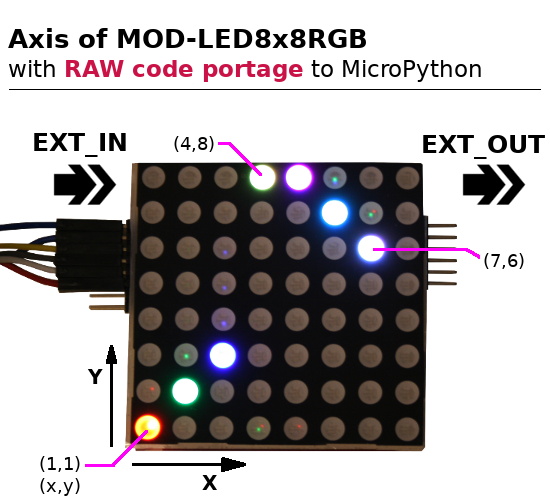 Axis of MOD-LED8x8RGB
with RAW code portage to MicroPython
EXT_IN
(4,8)
EXT_OUT
(7,6)
Y
(1,1)
(x,y)
X